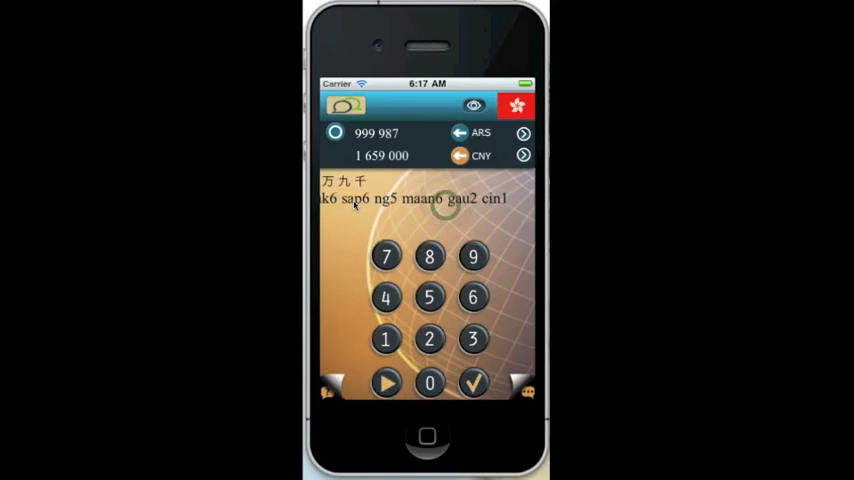 Carrier 6:17 AM
999 987 ARS
1 659 000 CNY
万 九 千
k6 sap6 ng5 maan6 gau2 cin1
7 8 9
4 5 6
1 2 3
0